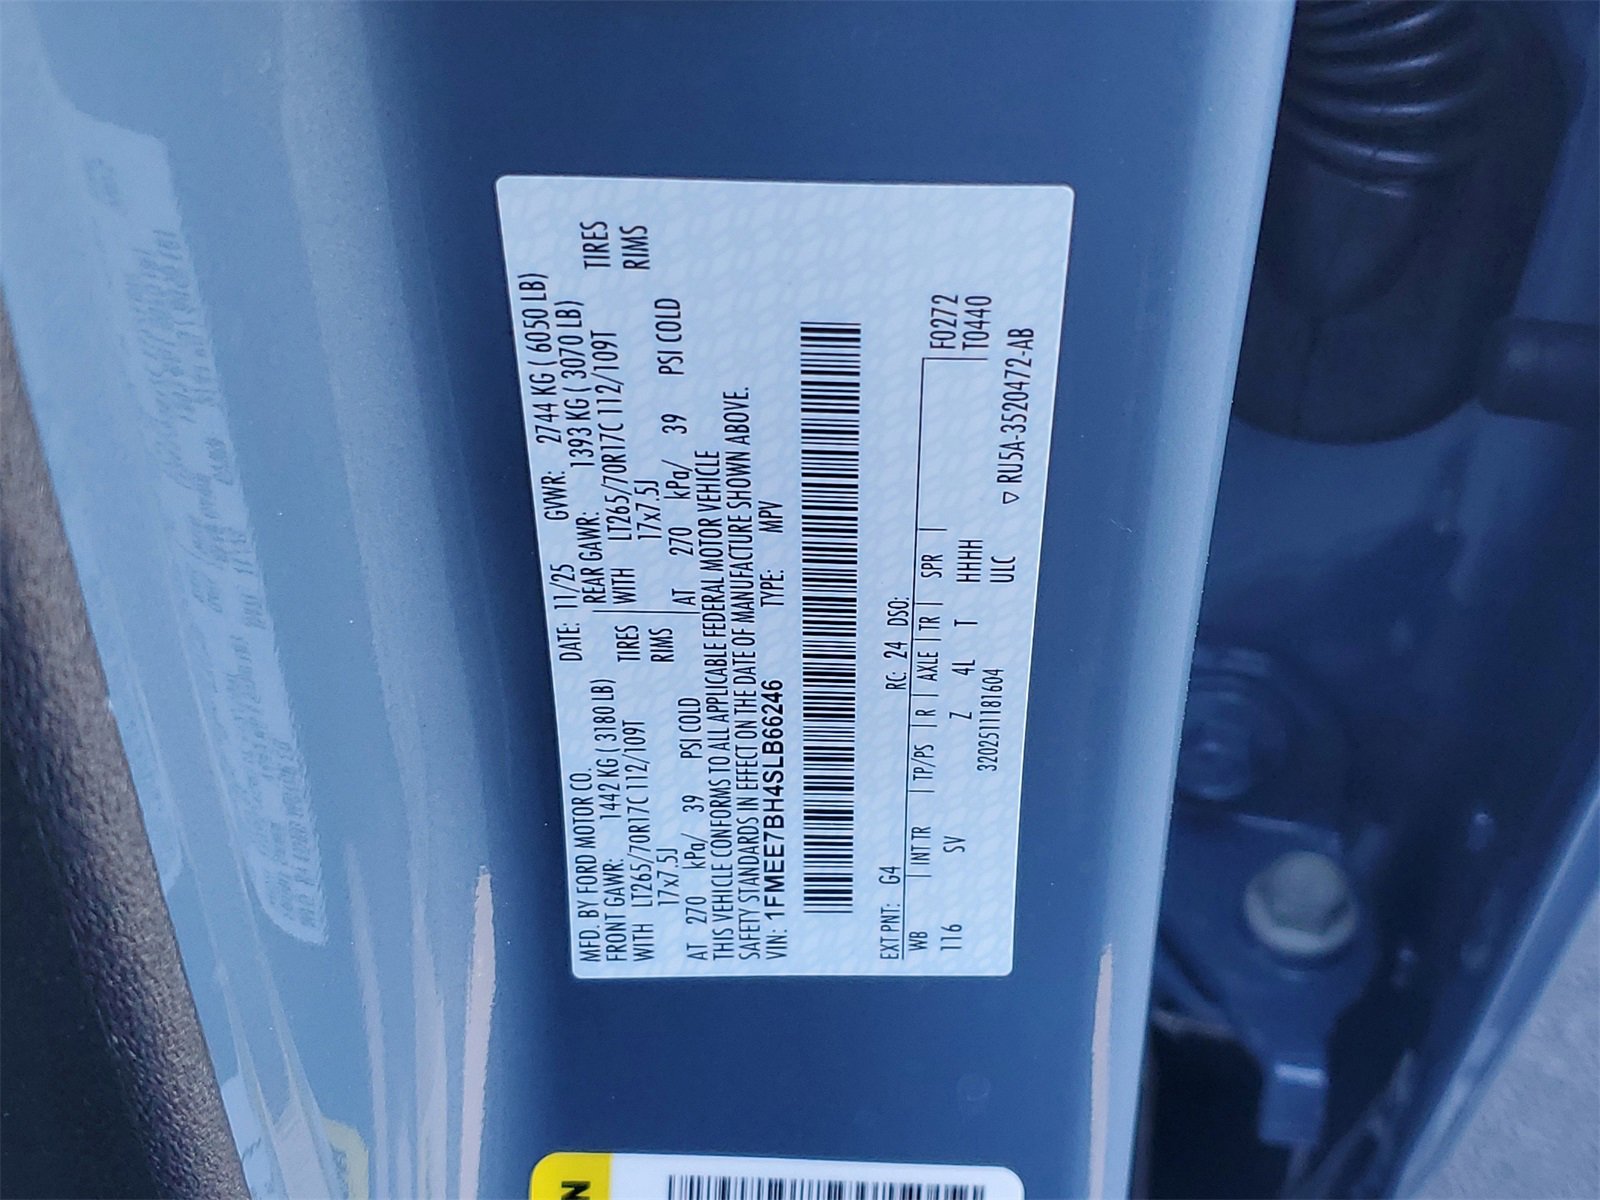 MFD. BY FORD MOTOR CO.
DATE: 11/25 GVWR: 2744 KG ( 6050 LB)
FRONT GAWR: 1442 KG ( 3180 LB) REAR GAWR: 1393 KG ( 3070 LB)
WITH LT265/70R17C 112/109T TIRES WITH LT265/70R17C 112/109T TIRES
17x7.5J RIMS 17x7.5J RIMS
AT 270 kPa/ 39 PSI COLD AT 270 kPa/ 39 PSI COLD
THIS VEHICLE CONFORMS TO ALL APPLICABLE FEDERAL MOTOR VEHICLE
SAFETY STANDARDS IN EFFECT ON THE DATE OF MANUFACTURE SHOWN ABOVE.
VIN: 1FMEE7BH4SLB66246 TYPE: MPV
EXT PNT: G4 RC: 24 DSO: F0272
WB INT TR TP/PS R AXLE TR SPR T0440
116 SV Z 4L T HHHH
3202511181604 ULC ▽ RU5A-3520472-AB